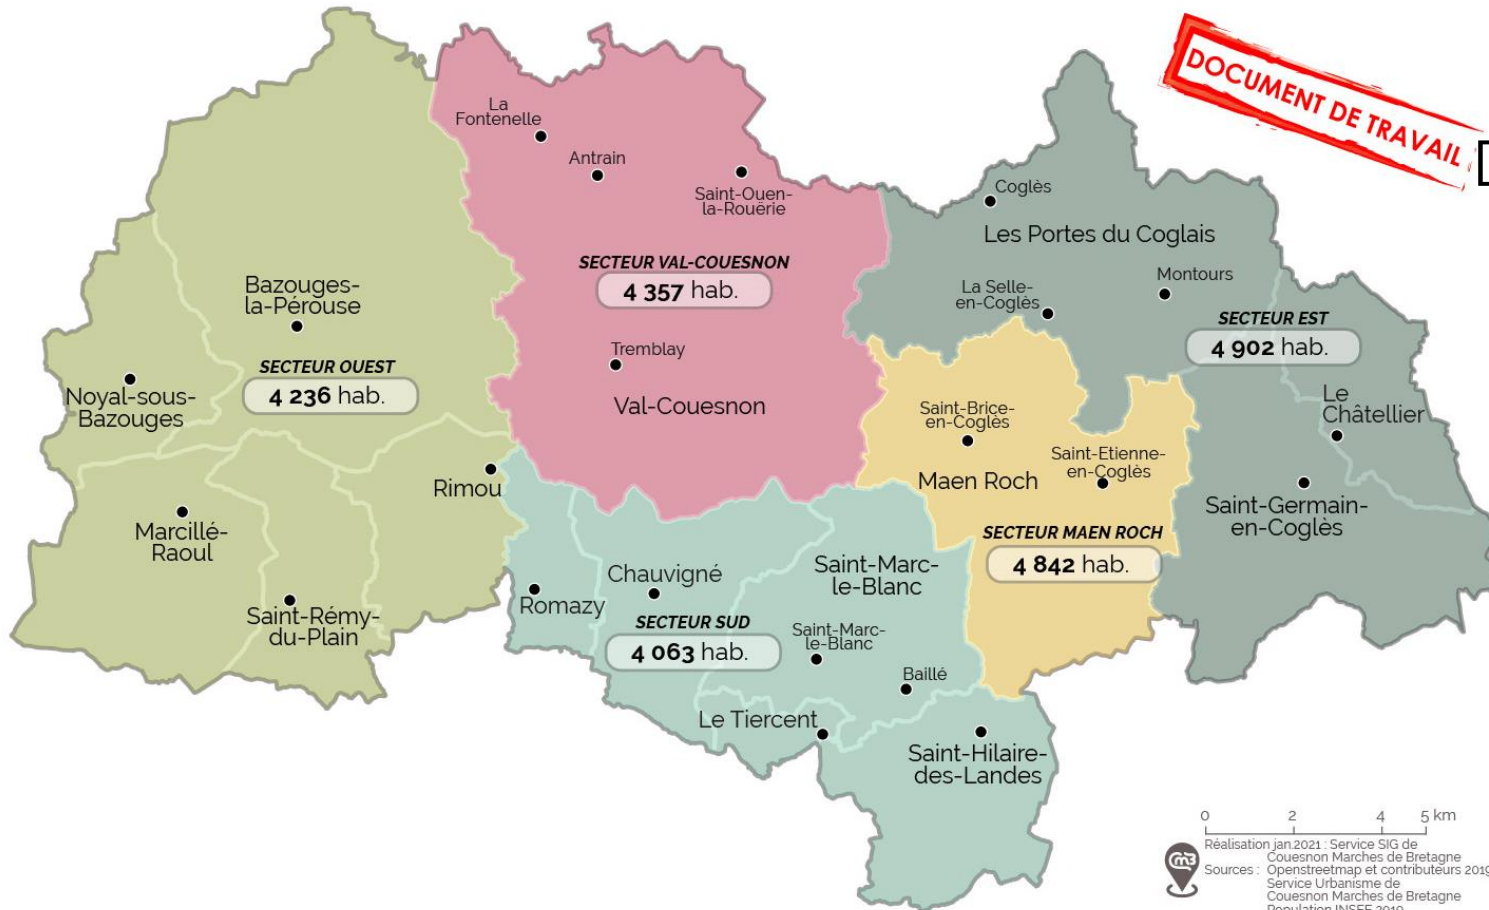 DOCUMENT DE TRAVAIL
La
Fontenelle
Antrain
Saint-Ouen-
la-Rouërie
SECTEUR VAL-COUESNON
4 357 hab.
Tremblay
Val-Couesnon
Coglès
Les Portes du Coglais
La Selle-
en-Coglès
Montours
SECTEUR EST
4 902 hab.
Le
Châtellier
Saint-Germain-
en-Coglès
Bazouges-
la-Pérouse
SECTEUR OUEST
4 236 hab.
Noyal-sous-
Bazouges
Rimou
Marcillé-
Raoul
Saint-Rémy-
du-Plain
Saint-Brice-
en-Coglès
Saint-Etienne-
en-Coglès
Maen Roch
SECTEUR MAEN ROCH
4 842 hab.
Romazy
Chauvigné
Saint-Marc-
le-Blanc
SECTEUR SUD
4 063 hab.
Saint-Marc-
le-Blanc
Baillé
Le Tiercent
Saint-Hilaire-
des-Landes
0 2 4 5 km
Réalisation jan.2021 : Service SIG de
Couesnon Marches de Bretagne
Sources : Openstreetmap et contributeurs 2019
Service Urbanisme de
Couesnon Marches de Bretagne
Population INSEE 2019